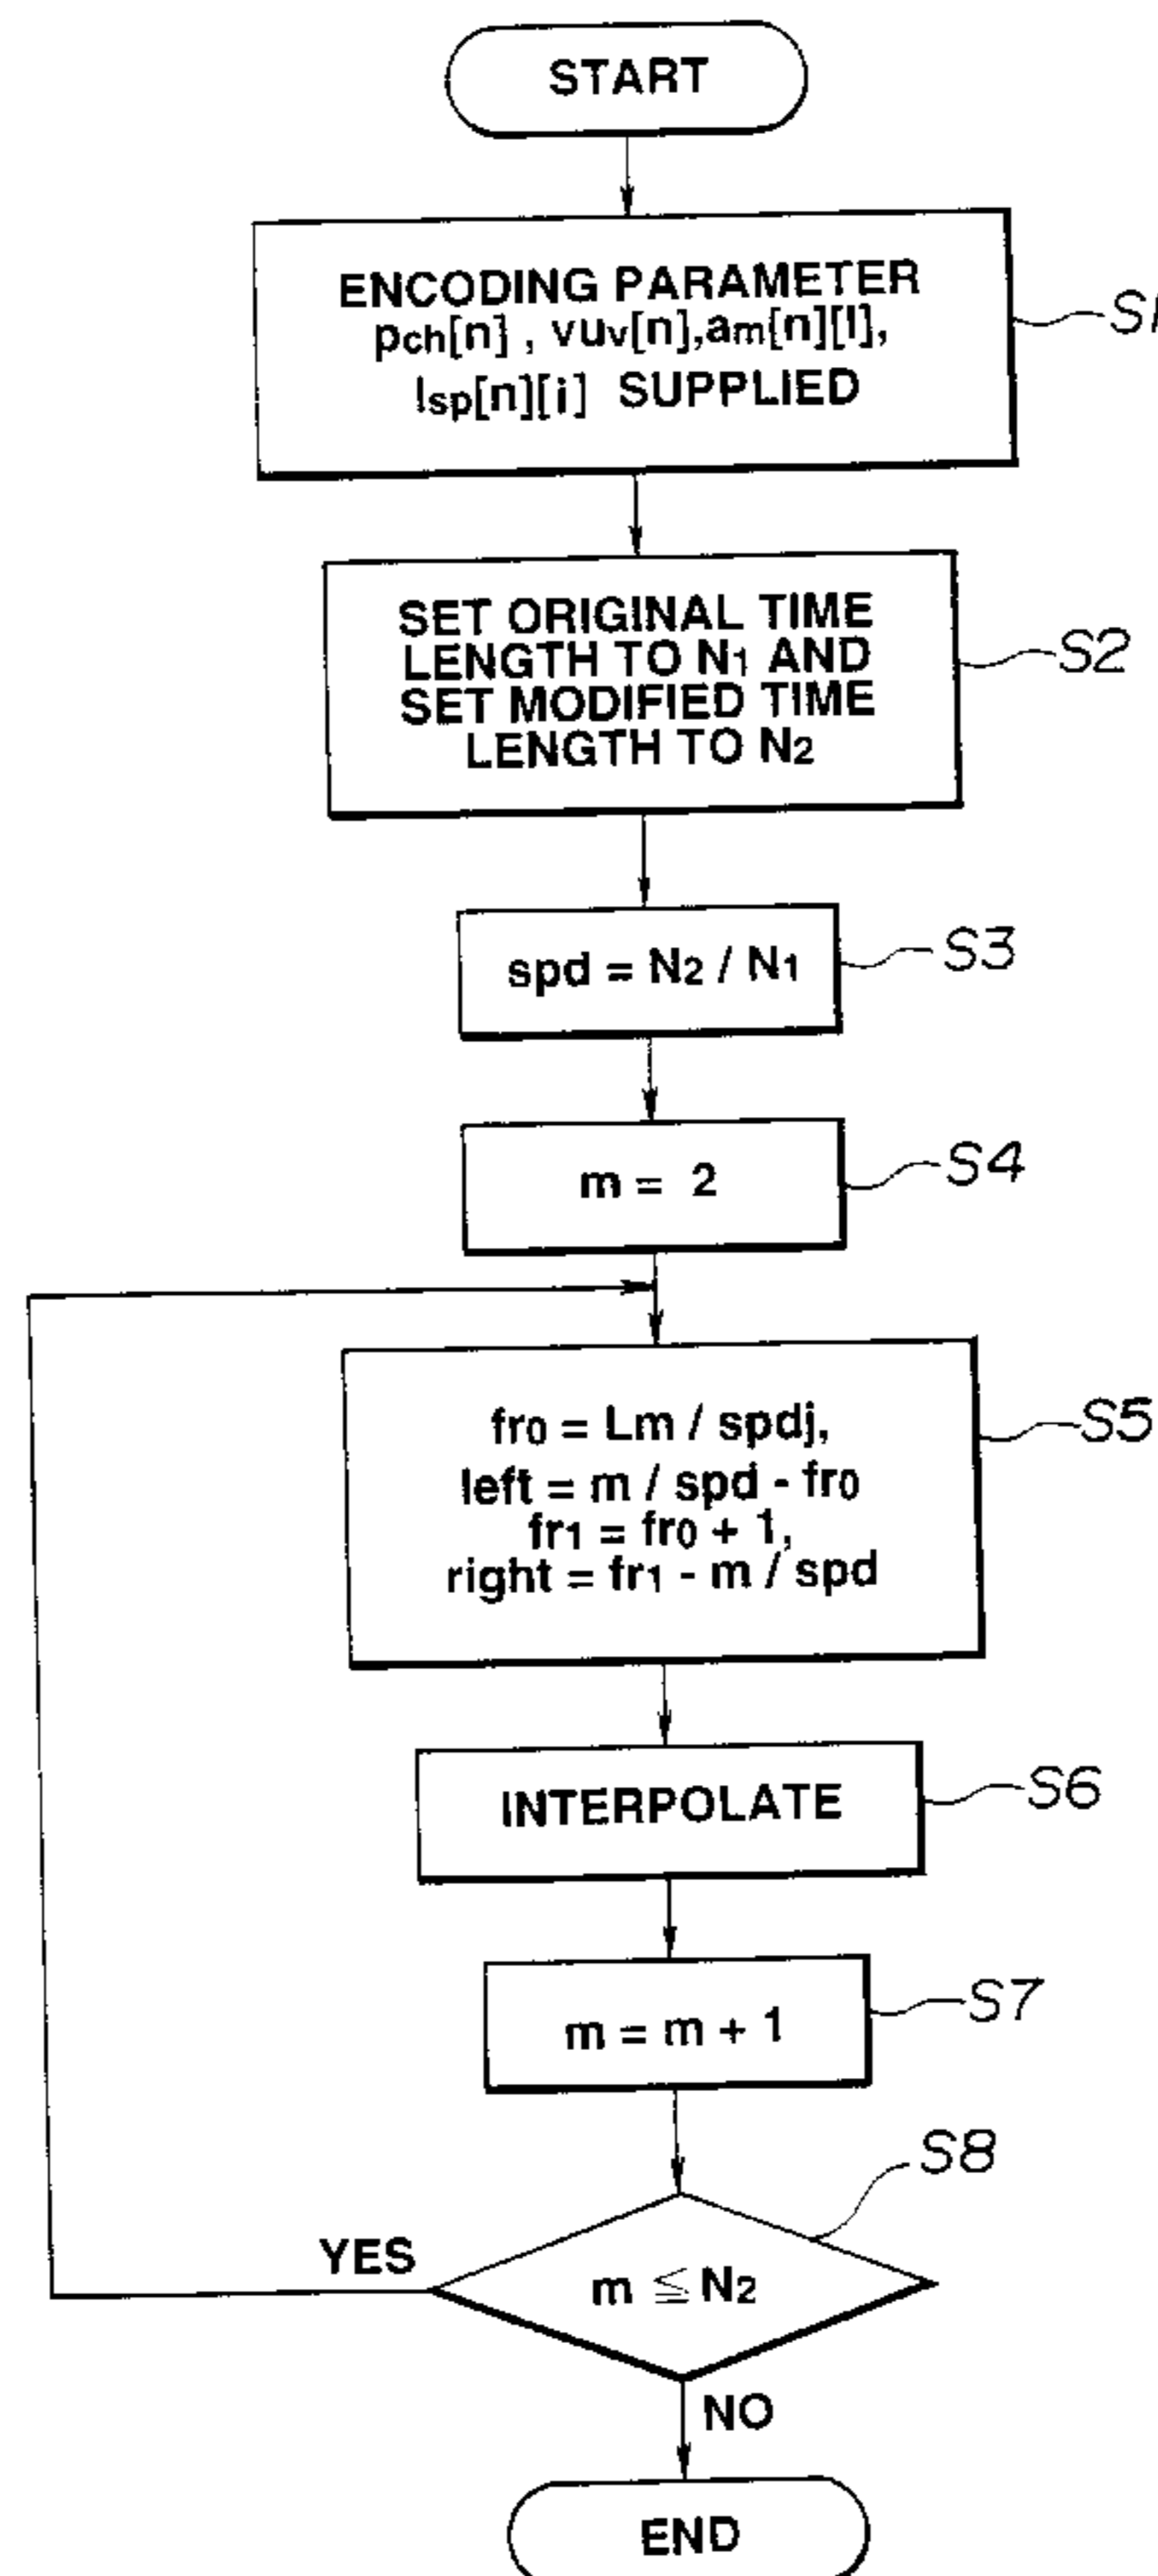 START
ENCODING PARAMETER
pch[n] , vuv[n],am[n][l],
lsp[n][i] SUPPLIED
S1
SET ORIGINAL TIME
LENGTH TO N1 AND
SET MODIFIED TIME
LENGTH TO N2
S2
spd = N2 / N1
S3
m = 2
S4
fr0 = Lm / spdj,
left = m / spd - fr0
fr1 = fr0 + 1,
right = fr1 - m / spd
S5
INTERPOLATE
S6
m = m + 1
S7
S8
YES
m ≦ N2
NO
END